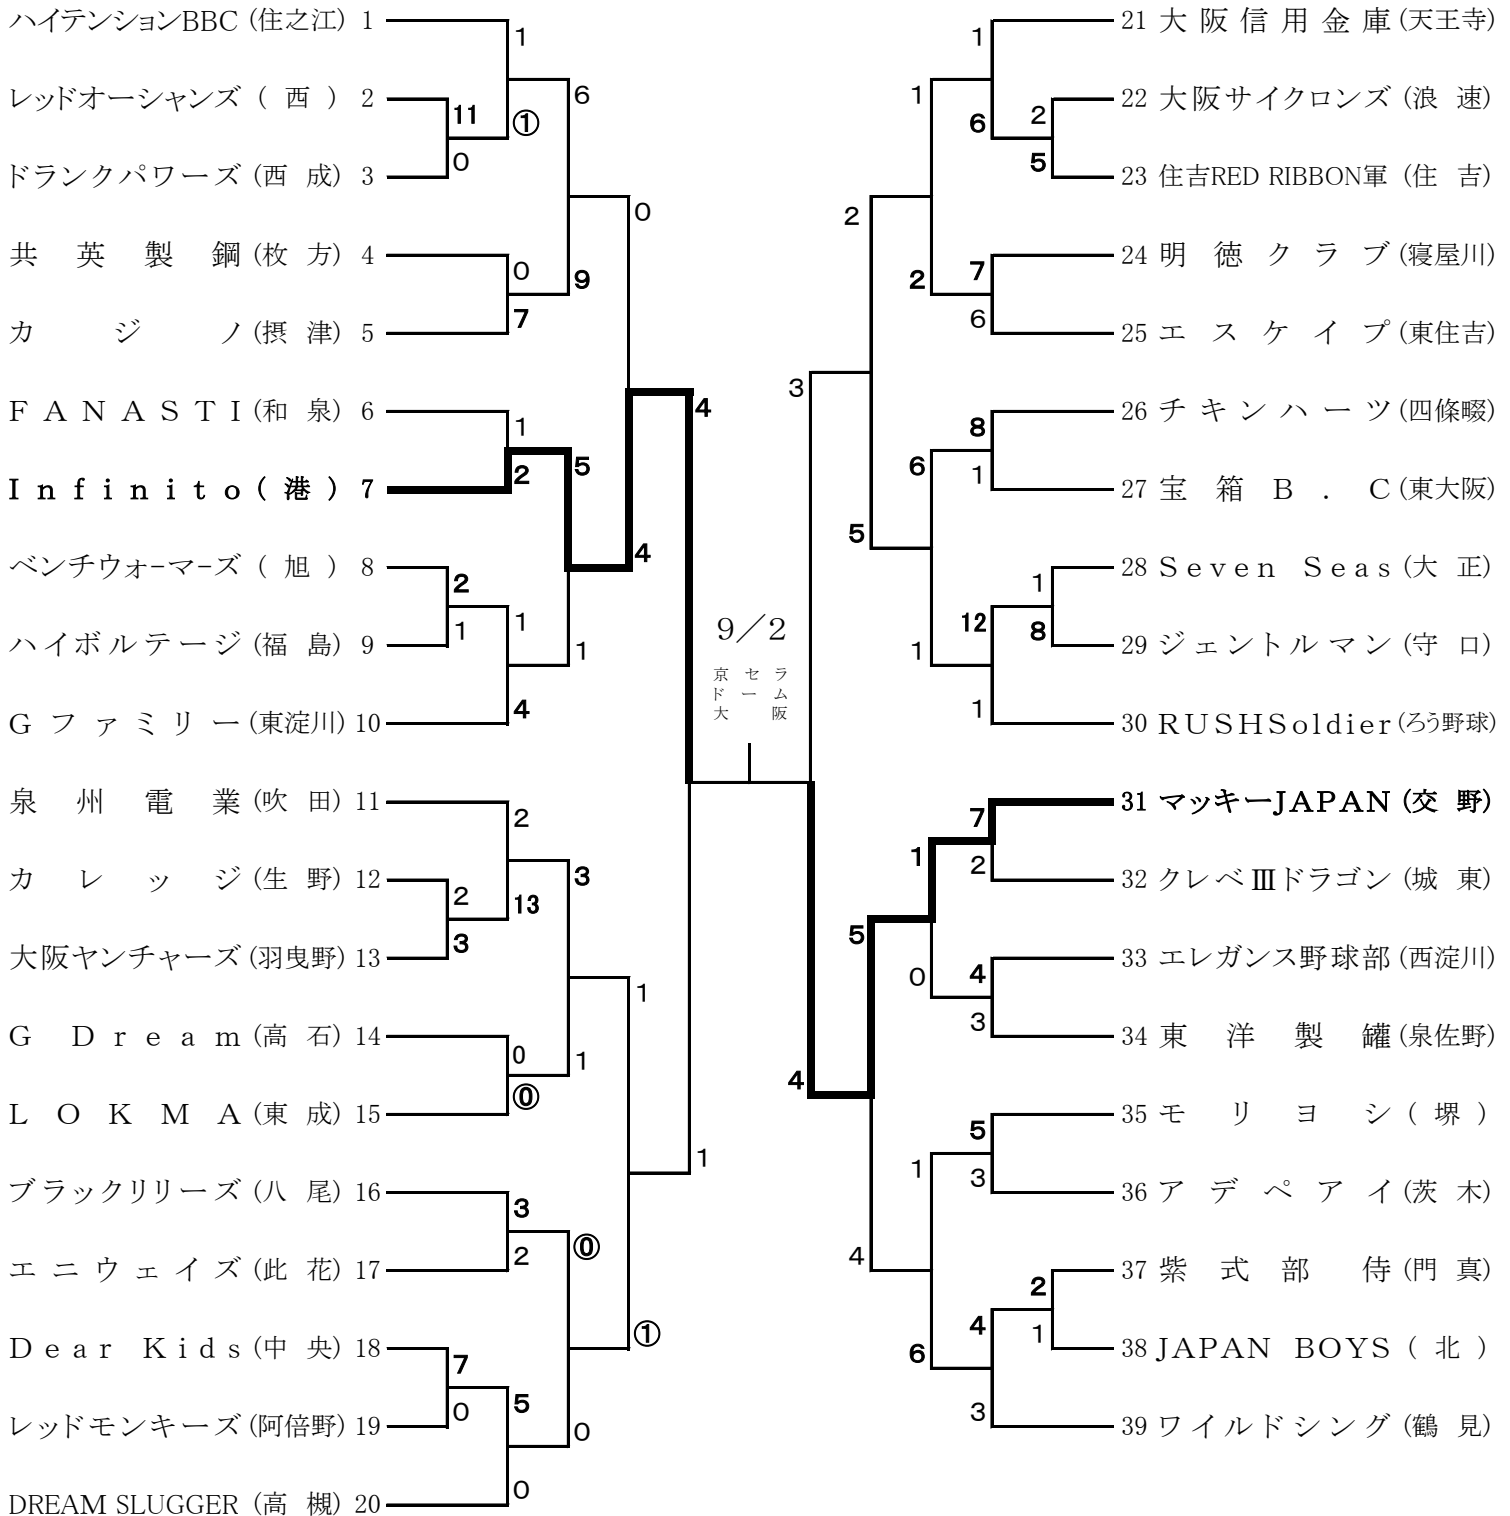 ハイテンションBBC (住之江) 1
1
レッドオーシャンズ ( 西 ) 2
11
①
6
ドランクパワーズ (西 成) 3
0
0
共 英 製 鋼 (枚 方) 4
0
9
カ ジ ノ (摂 津) 5
7
FANASTI (和 泉) 6
1
4
Infinito ( 港 ) 7
2
5
ベンチウォーマーズ ( 旭 ) 8
2
4
ハイボルテージ (福 島) 9
1
1
1
Gファミリー (東淀川) 10
4
泉 州 電 業 (吹 田) 11
2
カ レ ッ ジ (生 野) 12
2
13
3
大阪ヤンチャーズ (羽曳野) 13
3
1
G Dream (高 石) 14
0
1
LOKMA (東 成) 15
⓪
1
ブラックリリーズ (八 尾) 16
3
⓪
エニウェイズ (此 花) 17
2
Dear Kids (中 央) 18
7
①
レッドモンキーズ (阿倍野) 19
0
5
0
DREAM SLUGGER (高 槻) 20
0
9／2
京 セ ラ
ド ー ム
大 阪
21 大阪信用金庫 (天王寺)
1
22 大阪サイクロンズ (浪 速)
2
6
1
23 住吉RED RIBBON軍 (住 吉)
5
2
24 明徳クラブ (寝屋川)
7
2
25 エスケイプ (東住吉)
6
3
26 チキンハーツ (四條畷)
8
6
27 宝箱B.C (東大阪)
1
5
28 Seven Seas (大 正)
1
12
29 ジェントルマン (守 口)
8
1
30 RUSHSoldier (ろう野球)
1
31 マッキーJAPAN (交 野)
7
1
32 クレベⅢドラゴン (城 東)
2
5
33 エレガンス野球部 (西淀川)
4
0
34 東洋製罐 (泉佐野)
3
4
35 モリヨシ ( 堺 )
5
1
36 アデペアイ (茨 木)
3
4
37 紫式部 侍 (門 真)
2
4
38 JAPAN BOYS ( 北 )
1
6
39 ワイルドシング (鶴 見)
3